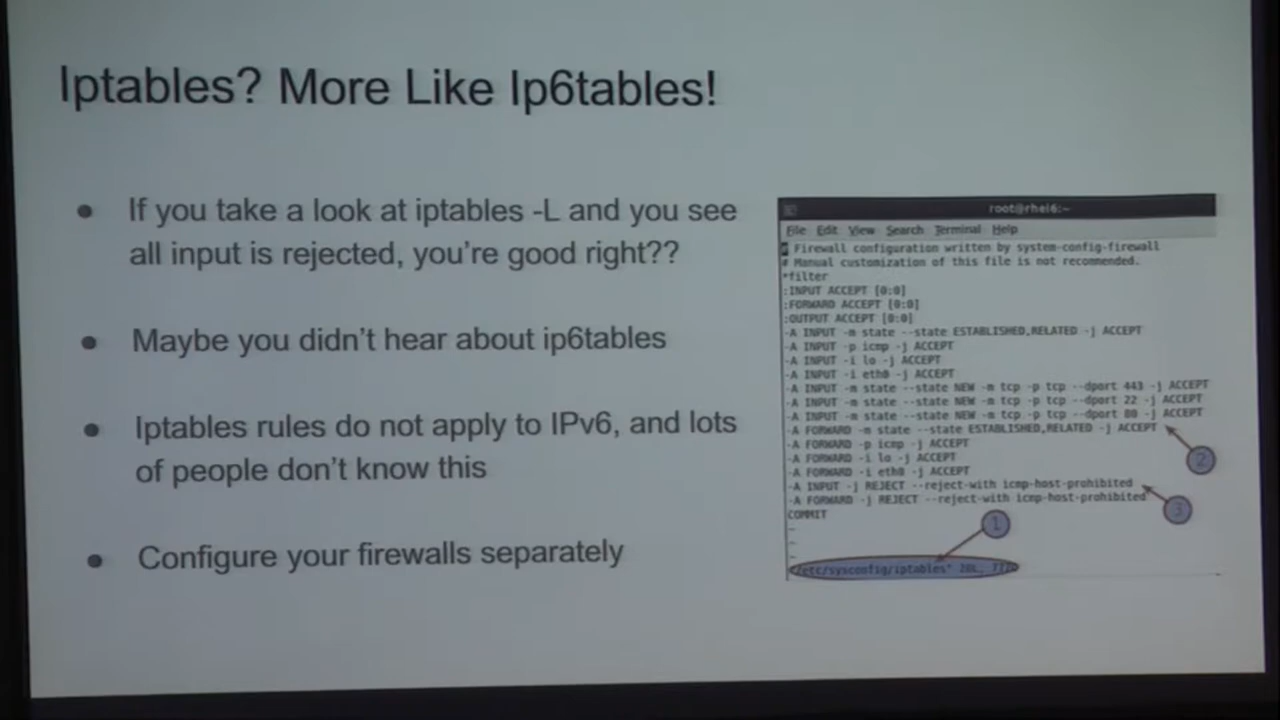 Iptables? More Like Ip6tables!
If you take a look at iptables -L and you see
all input is rejected, you're good right??
Maybe you didn't hear about ip6tables
Iptables rules do not apply to IPv6, and lots
of people don't know this
Configure your firewalls separately
root@rhel6:~
File Edit View Search Terminal Help
# Firewall configuration written by system-config-firewall
# Manual customization of this file is not recommended.
*filter
:INPUT ACCEPT [0:0]
:FORWARD ACCEPT [0:0]
:OUTPUT ACCEPT [0:0]
-A INPUT -m state --state ESTABLISHED,RELATED -j ACCEPT
-A INPUT -p icmp -j ACCEPT
-A INPUT -i lo -j ACCEPT
-A INPUT -i eth0 -j ACCEPT
-A INPUT -m state --state NEW -m tcp -p tcp --dport 443 -j ACCEPT
-A INPUT -m state --state NEW -m tcp -p tcp --dport 22 -j ACCEPT
-A INPUT -m state --state NEW -m tcp -p tcp --dport 80 -j ACCEPT
-A FORWARD -m state --state ESTABLISHED,RELATED -j ACCEPT
-A FORWARD -p icmp -j ACCEPT
-A FORWARD -i lo -j ACCEPT
-A FORWARD -i eth0 -j ACCEPT
-A INPUT -j REJECT --reject-with icmp-host-prohibited
-A FORWARD -j REJECT --reject-with icmp-host-prohibited
COMMIT
"/etc/sysconfig/iptables" 20L,
1
2
3